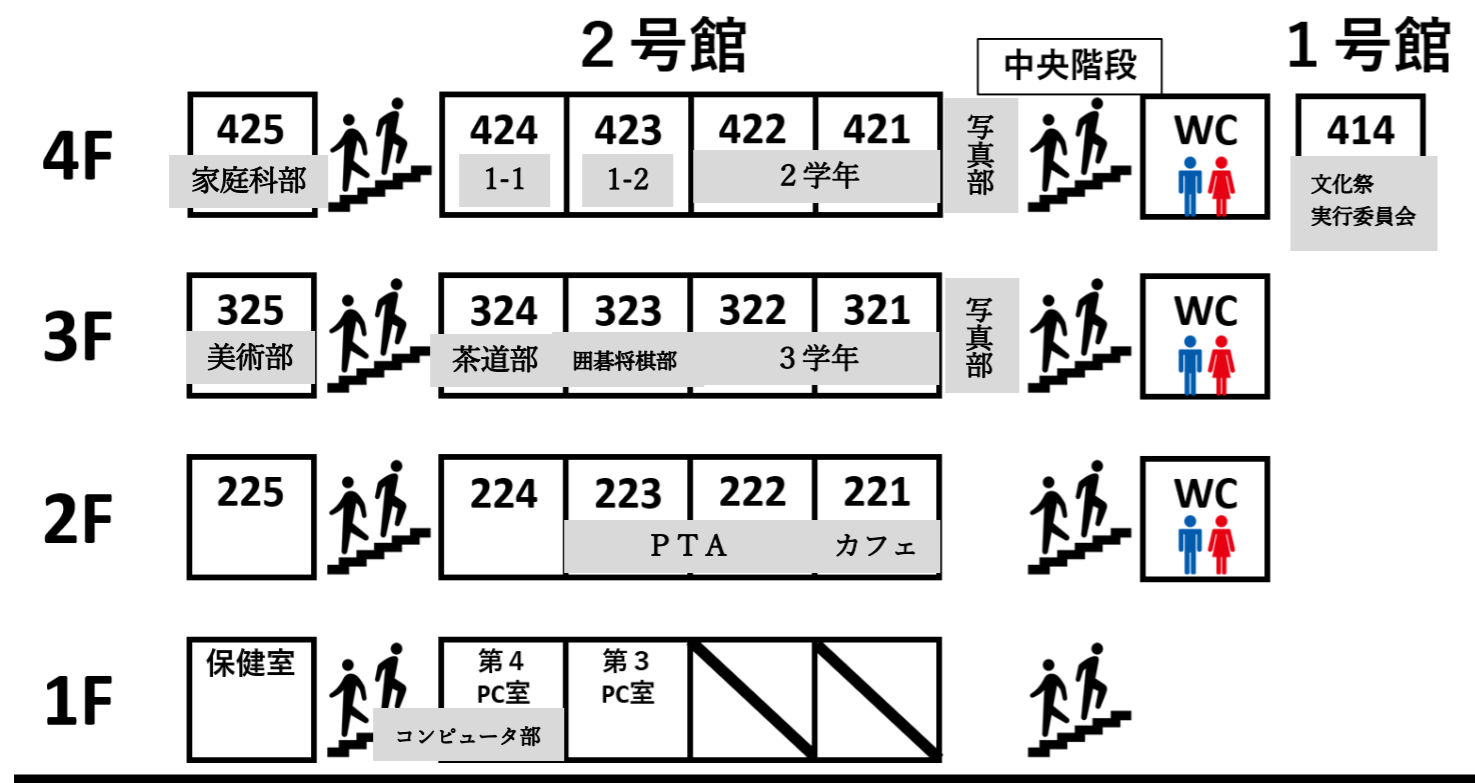 ２号館
中央階段
１号館
4F
425
424
423
422
421
写真部
WC
414
家庭科部
1-1
1-2
２学年
文化祭
実行委員会
3F
325
324
323
322
321
写真部
WC
美術部
茶道部
囲碁将棋部
３学年
2F
225
224
223
222
221
WC
ＰＴＡ
カフェ
1F
保健室
第４
PC室
第３
PC室
コンピュータ部